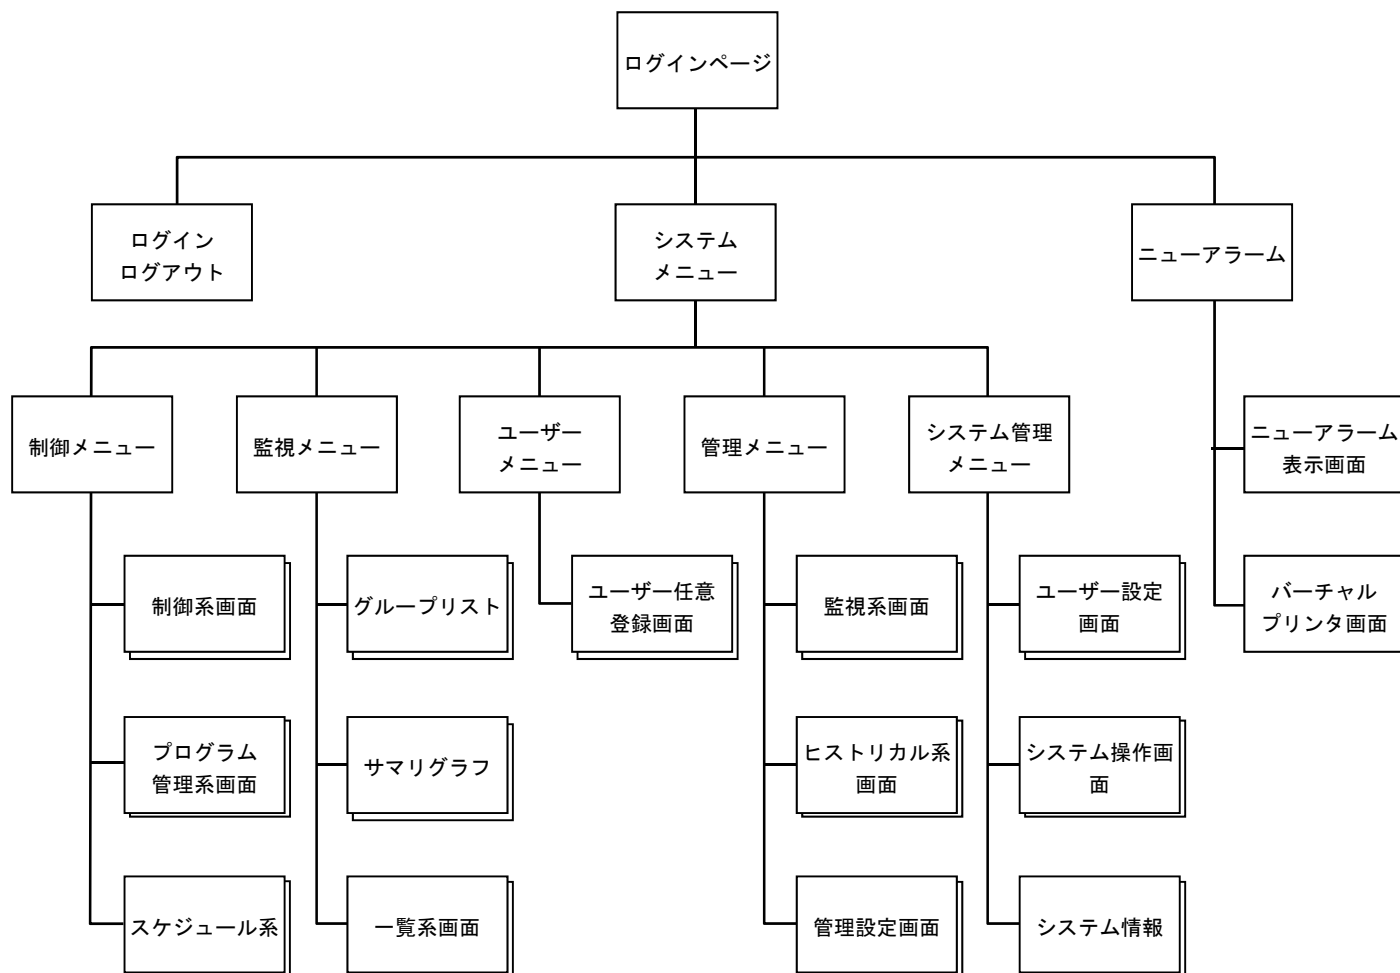 ログインページ
ログイン
ログアウト
システム
メニュー
ニューアラーム
制御メニュー
監視メニュー
ユーザー
メニュー
管理メニュー
システム管理
メニュー
ニューアラーム
表示画面
制御系画面
グループリスト
ユーザー任意
登録画面
監視系画面
ユーザー設定
画面
バーチャル
プリンタ画面
プログラム
管理系画面
サマリグラフ
ヒストリカル系
画面
システム操作画
面
スケジュール系
一覧系画面
管理設定画面
システム情報